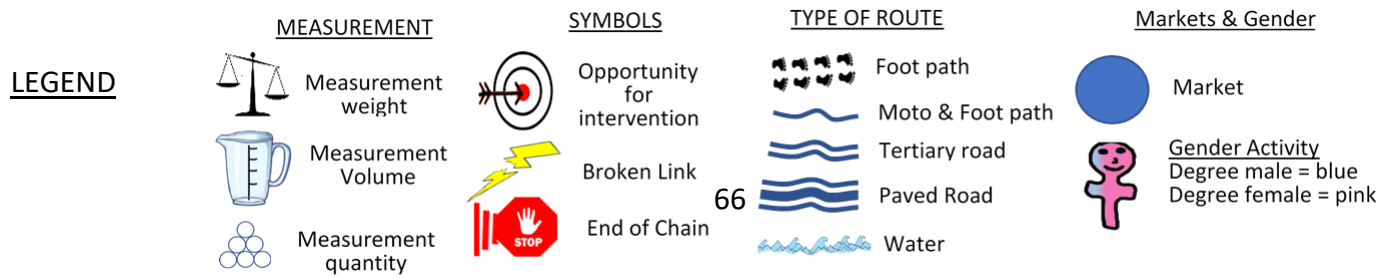 LEGEND
MEASUREMENT
Measurement
weight
Measurement
Volume
Measurement
quantity
SYMBOLS
Opportunity
for
intervention
Broken Link
STOP
End of Chain
66
TYPE OF ROUTE
Foot path
Moto & Foot path
Tertiary road
Paved Road
Water
Markets & Gender
Market
Gender Activity
Degree male = blue
Degree female = pink